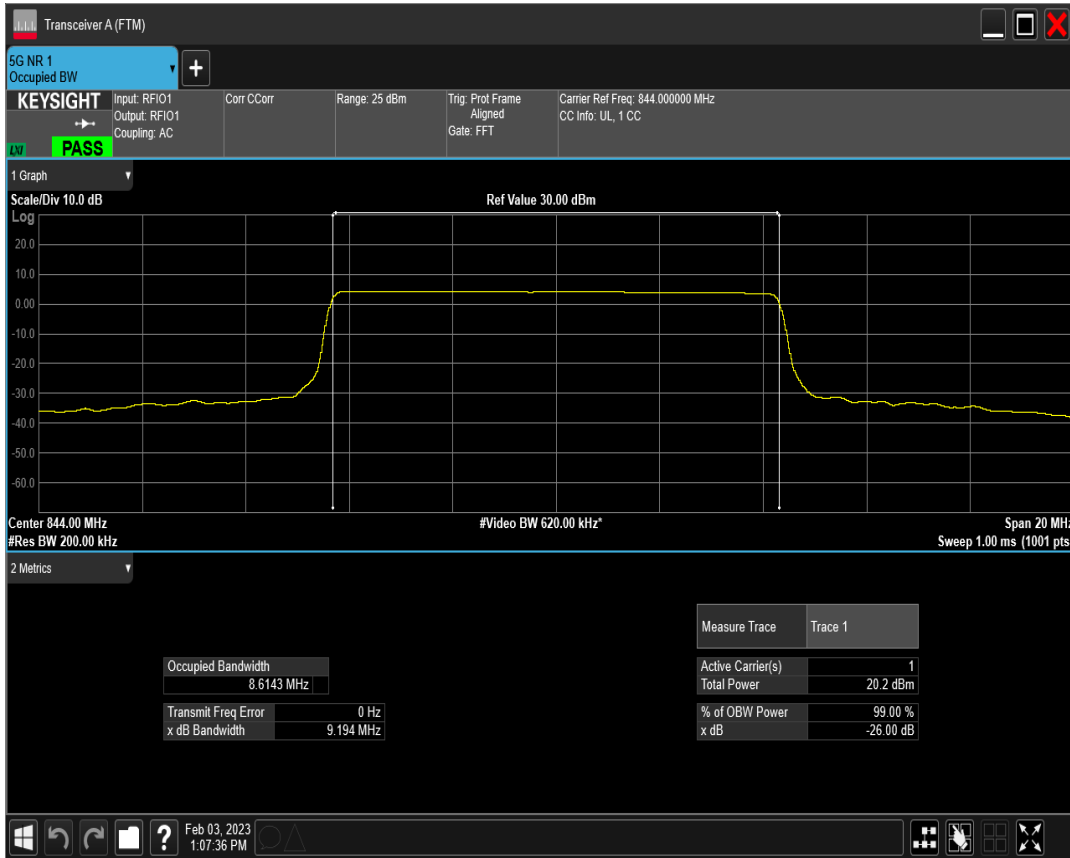 Transceiver A (FTM)
5G NR 1
Occupied BW
+
KEYSIGHT
Input: RFIO1
Output: RFIO1
Coupling: AC
Corr CCorr
Range: 25 dBm
Trig: Prot Frame
Aligned
Gate: FFT
Carrier Ref Freq: 844.000000 MHz
CC Info: UL, 1 CC
LXI
PASS
1 Graph
Scale/Div 10.0 dB
Ref Value 30.00 dBm
Log
20.0
10.0
0.00
-10.0
-20.0
-30.0
-40.0
-50.0
-60.0
Center 844.00 MHz
#Video BW 620.00 kHz*
Span 20 MHz
#Res BW 200.00 kHz
Sweep 1.00 ms (1001 pts
2 Metrics
Measure Trace Trace 1
Occupied Bandwidth
8.6143 MHz
Active Carrier(s) 1
Total Power 20.2 dBm
Transmit Freq Error 0 Hz
x dB Bandwidth 9.194 MHz
% of OBW Power 99.00 %
x dB -26.00 dB
?
Feb 03, 2023
1:07:36 PM